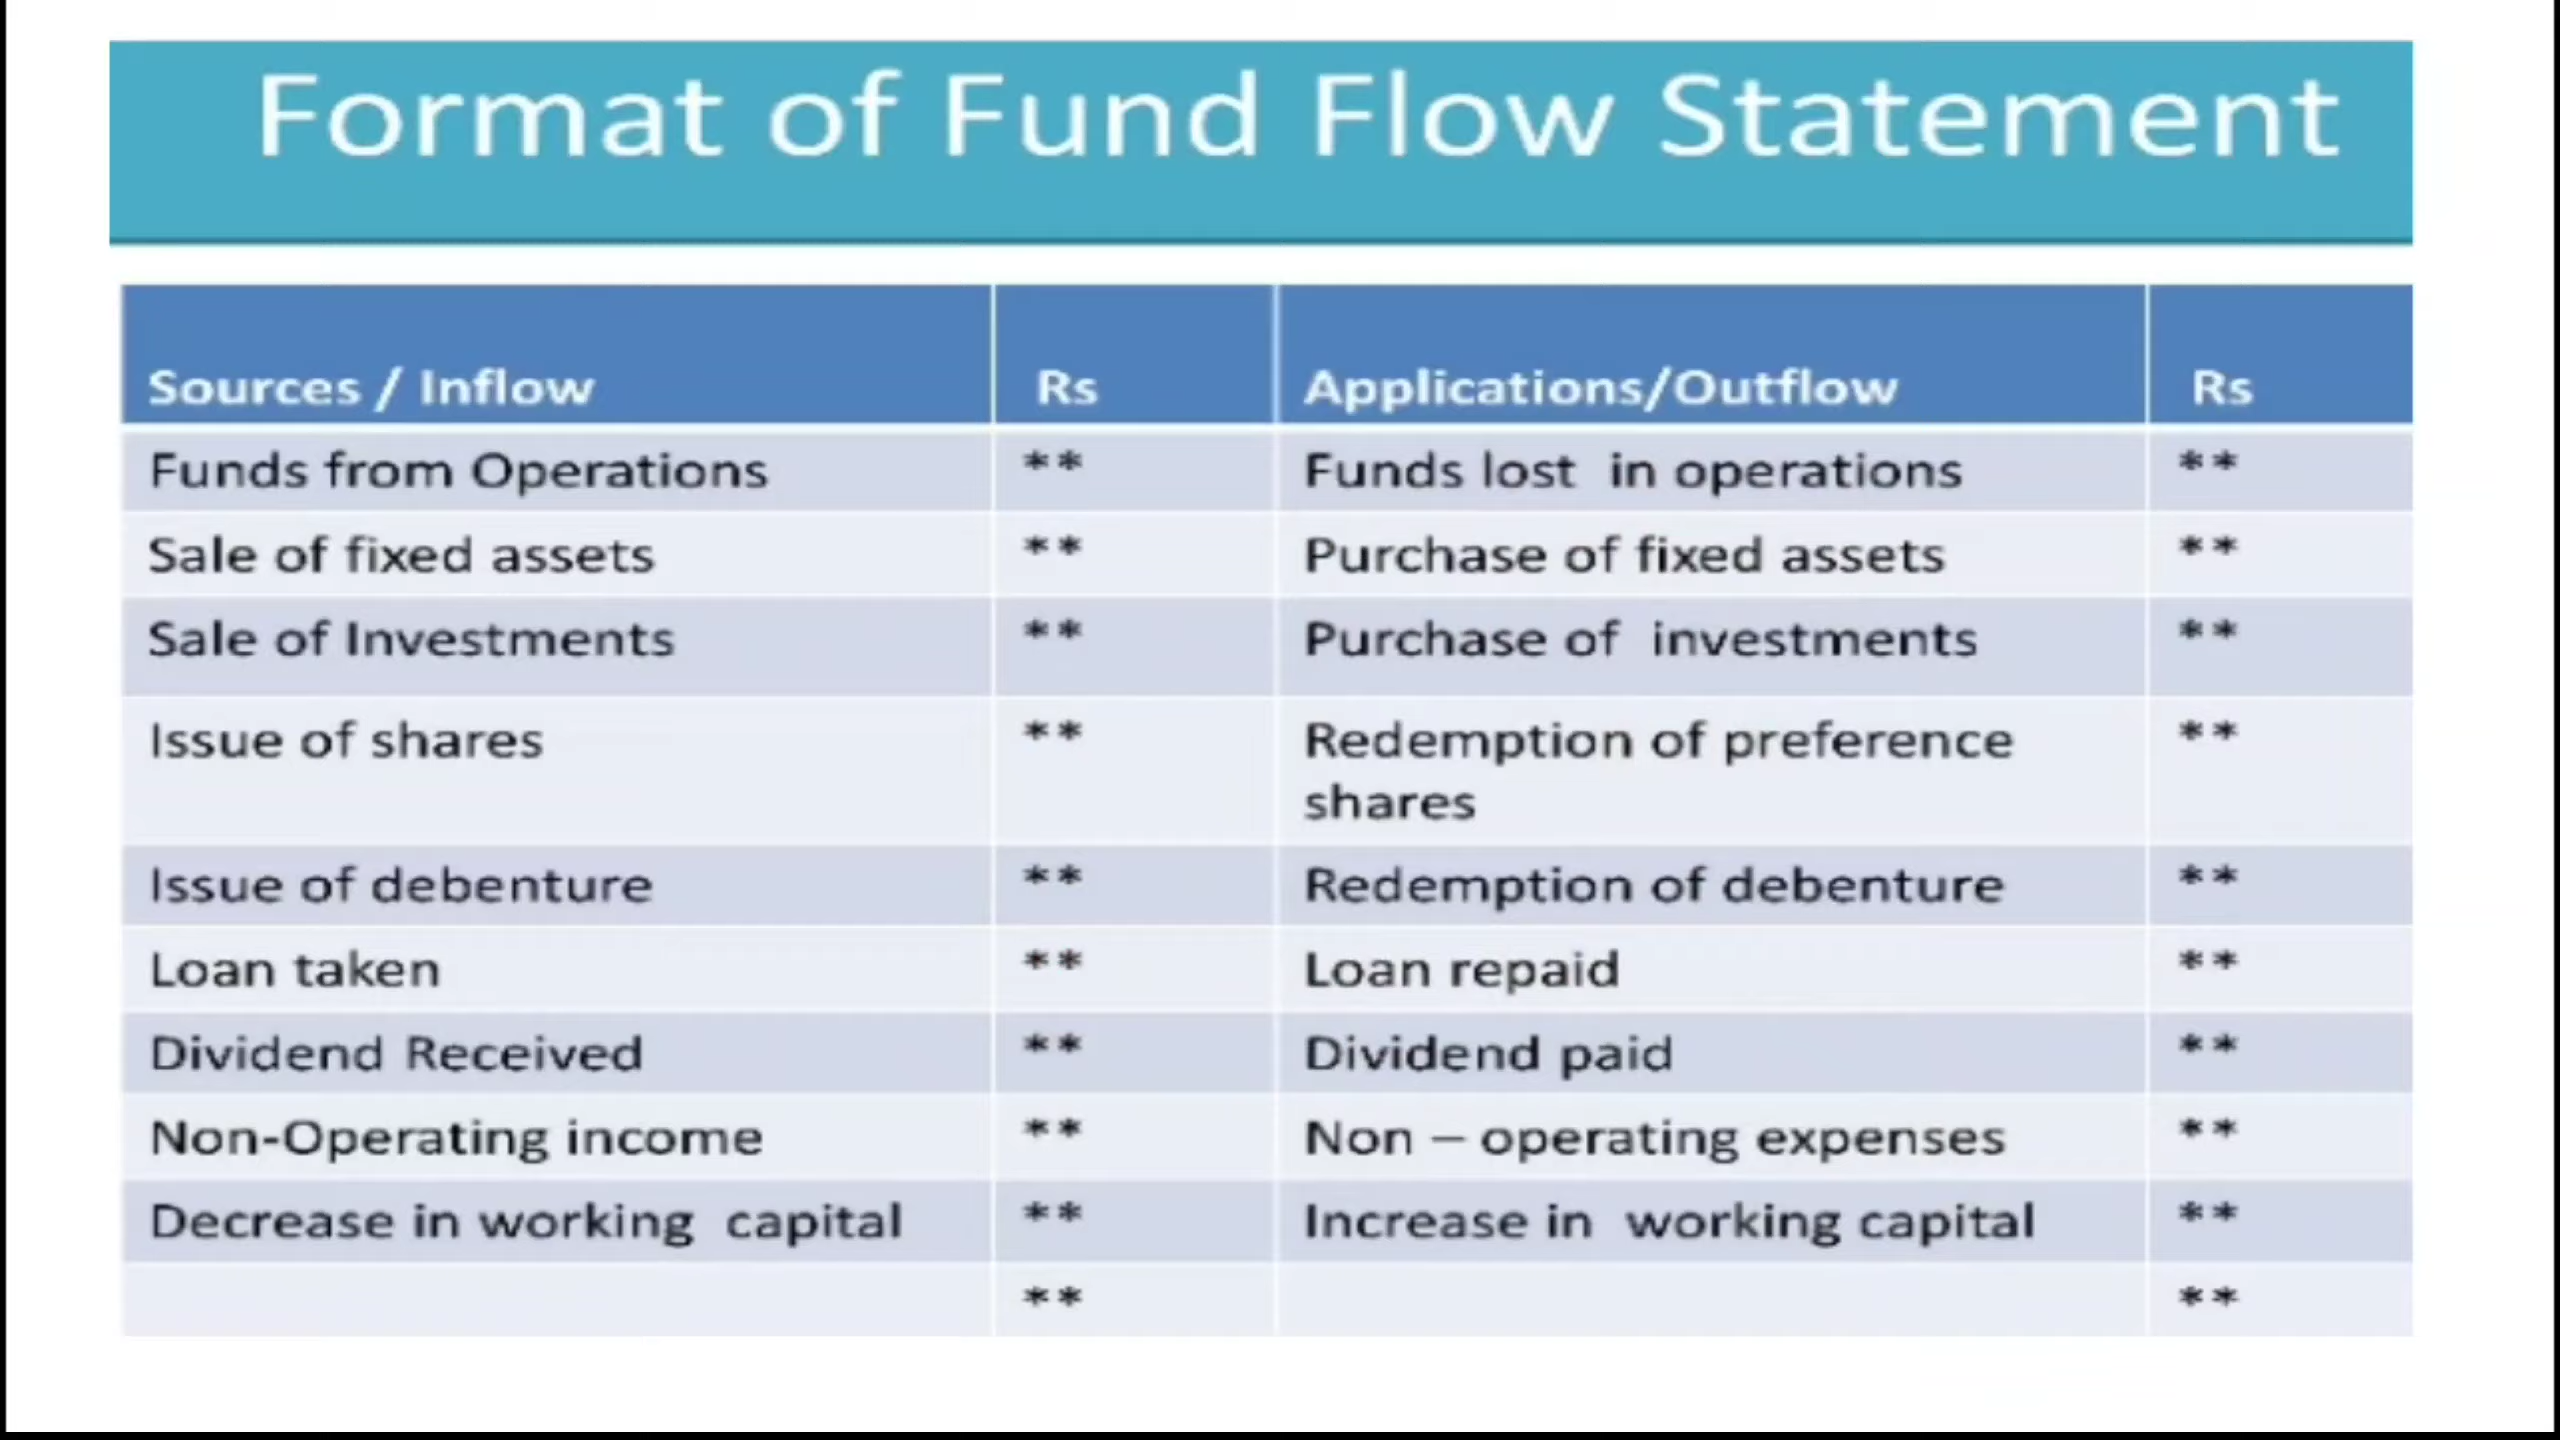 Format of Fund Flow Statement
Sources / Inflow Rs Applications/Outflow Rs
Funds from Operations ** Funds lost in operations **
Sale of fixed assets ** Purchase of fixed assets **
Sale of Investments ** Purchase of investments **
Issue of shares ** Redemption of preference shares **
Issue of debenture ** Redemption of debenture **
Loan taken ** Loan repaid **
Dividend Received ** Dividend paid **
Non-Operating income ** Non – operating expenses **
Decrease in working capital ** Increase in working capital **
** **